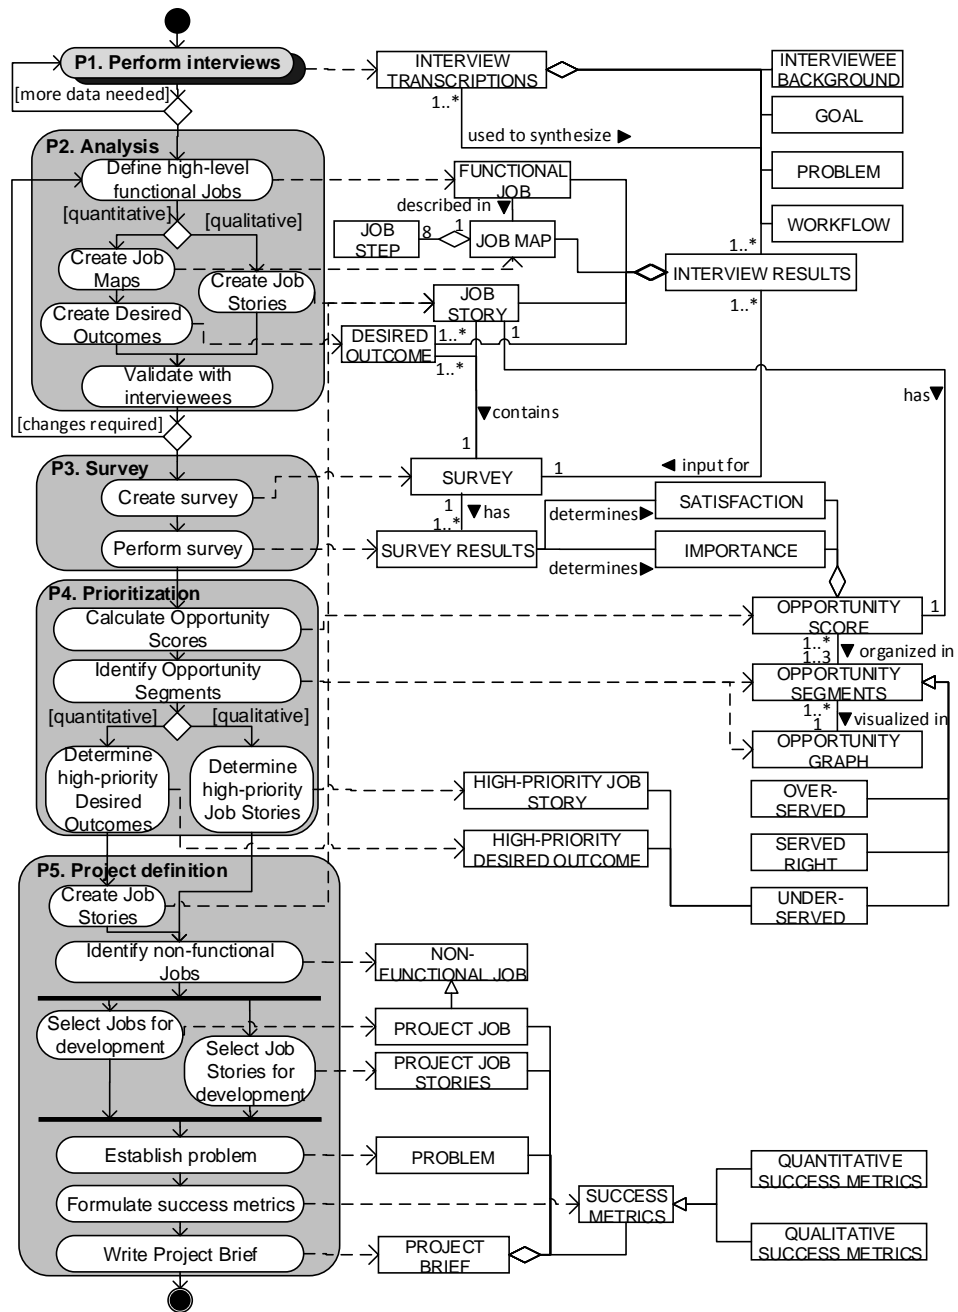 P1. Perform interviews
[more data needed]
INTERVIEW
TRANSCRIPTIONS
1..*
used to synthesize ►
INTERVIEWEE
BACKGROUND
GOAL
PROBLEM
WORKFLOW
1..*
INTERVIEW RESULTS
1..*
P2. Analysis
Define high-level
functional Jobs
[quantitative]
[qualitative]
Create Job
Maps
Create Job
Stories
Create Desired
Outcomes
Validate with
interviewees
[changes required]
FUNCTIONAL
JOB
▼
described in
JOB
STEP
8
1
JOB MAP
JOB
STORY
1..*
1
DESIRED
OUTCOME
1..*
▼contains
1
has▼
P3. Survey
Create survey
Perform survey
SURVEY
1
◄ input for
1
▼ has
1..*
SURVEY RESULTS
determines►
determines►
SATISFACTION
IMPORTANCE
P4. Prioritization
Calculate Opportunity
Scores
Identify Opportunity
Segments
[quantitative]
[qualitative]
Determine
high-priority
Desired
Outcomes
Determine
high-priority
Job Stories
OPPORTUNITY
SCORE
1
1..*
▼ organized in
1..3
OPPORTUNITY
SEGMENTS
1..*
▼visualized in
1
OPPORTUNITY
GRAPH
HIGH-PRIORITY JOB
STORY
HIGH-PRIORITY
DESIRED OUTCOME
OVER-
SERVED
SERVED
RIGHT
UNDER-
SERVED
P5. Project definition
Create Job
Stories
Identify non-functional
Jobs
Select Jobs for
development
Select Job
Stories for
development
Establish problem
Formulate success metrics
Write Project Brief
NON-
FUNCTIONAL JOB
PROJECT JOB
PROJECT JOB
STORIES
PROBLEM
SUCCESS
METRICS
PROJECT
BRIEF
QUANTITATIVE
SUCCESS METRICS
QUALITATIVE
SUCCESS METRICS